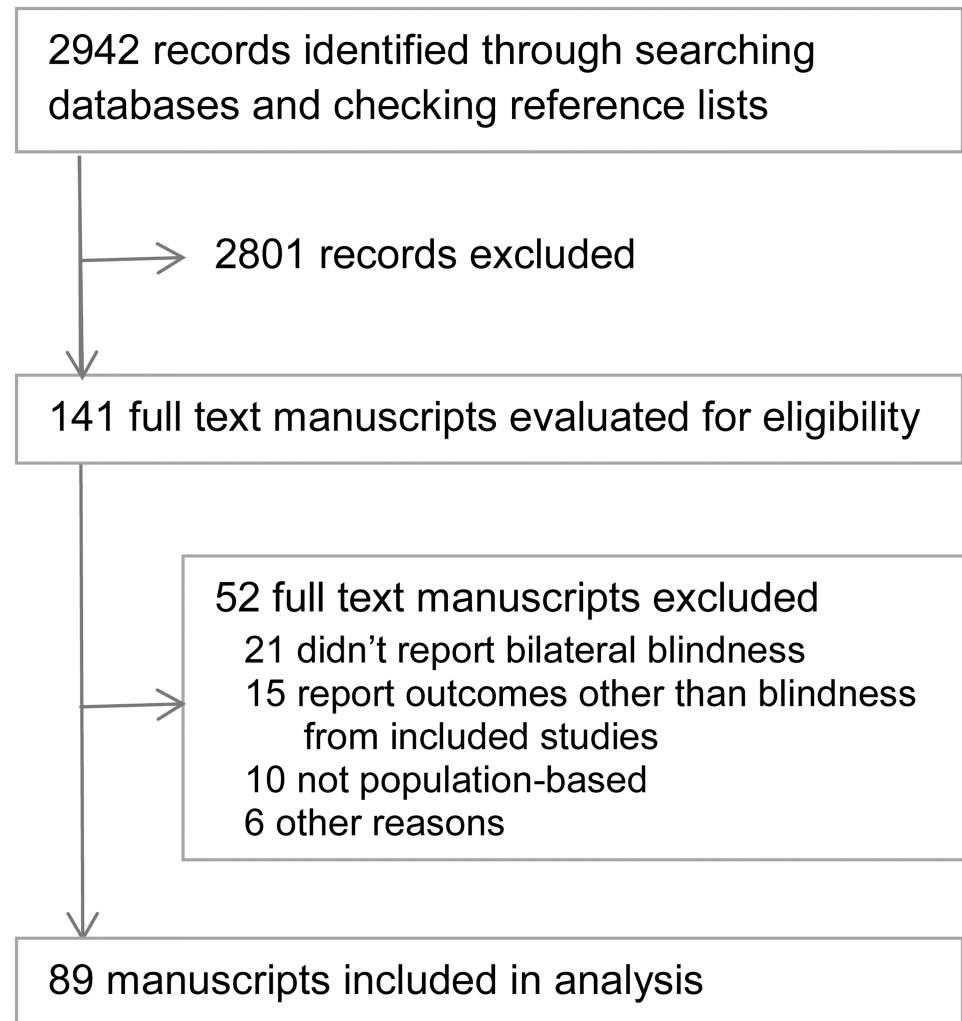 2942 records identified through searching
databases and checking reference lists
2801 records excluded
141 full text manuscripts evaluated for eligibility
52 full text manuscripts excluded
21 didn’t report bilateral blindness
15 report outcomes other than blindness
from included studies
10 not population-based
6 other reasons
89 manuscripts included in analysis